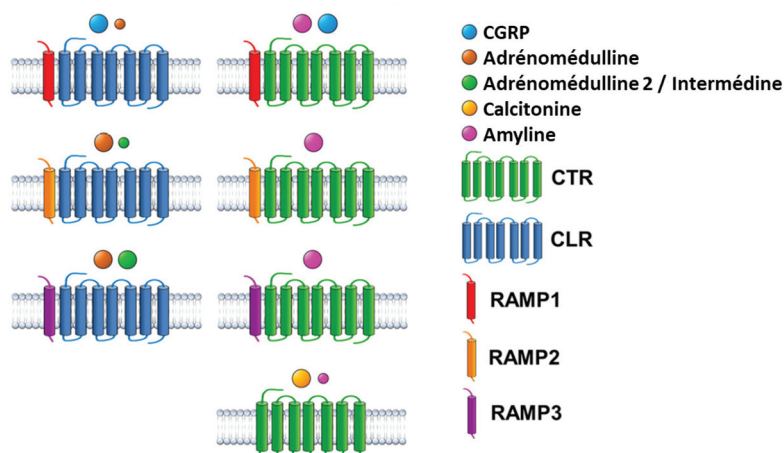 CGRP
Adrénomédulline
Adrénomédulline 2 / Intermédine
Calcitonine
Amyline
CTR
CLR
RAMP1
RAMP2
RAMP3